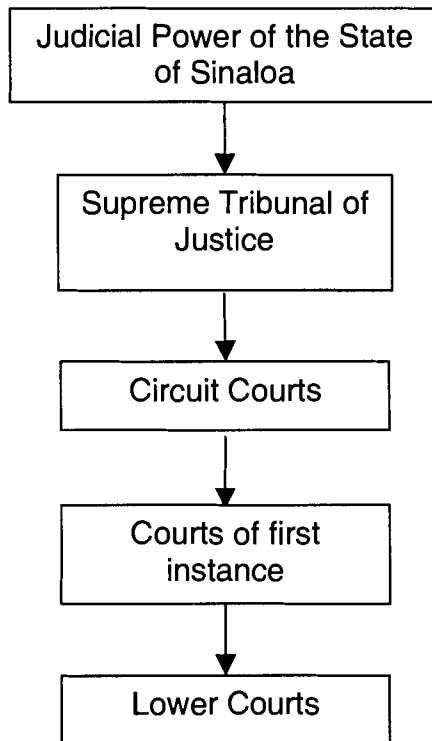 Judicial Power of the State
of Sinaloa
Supreme Tribunal of
Justice
Circuit Courts
Courts of first
instance
Lower Courts